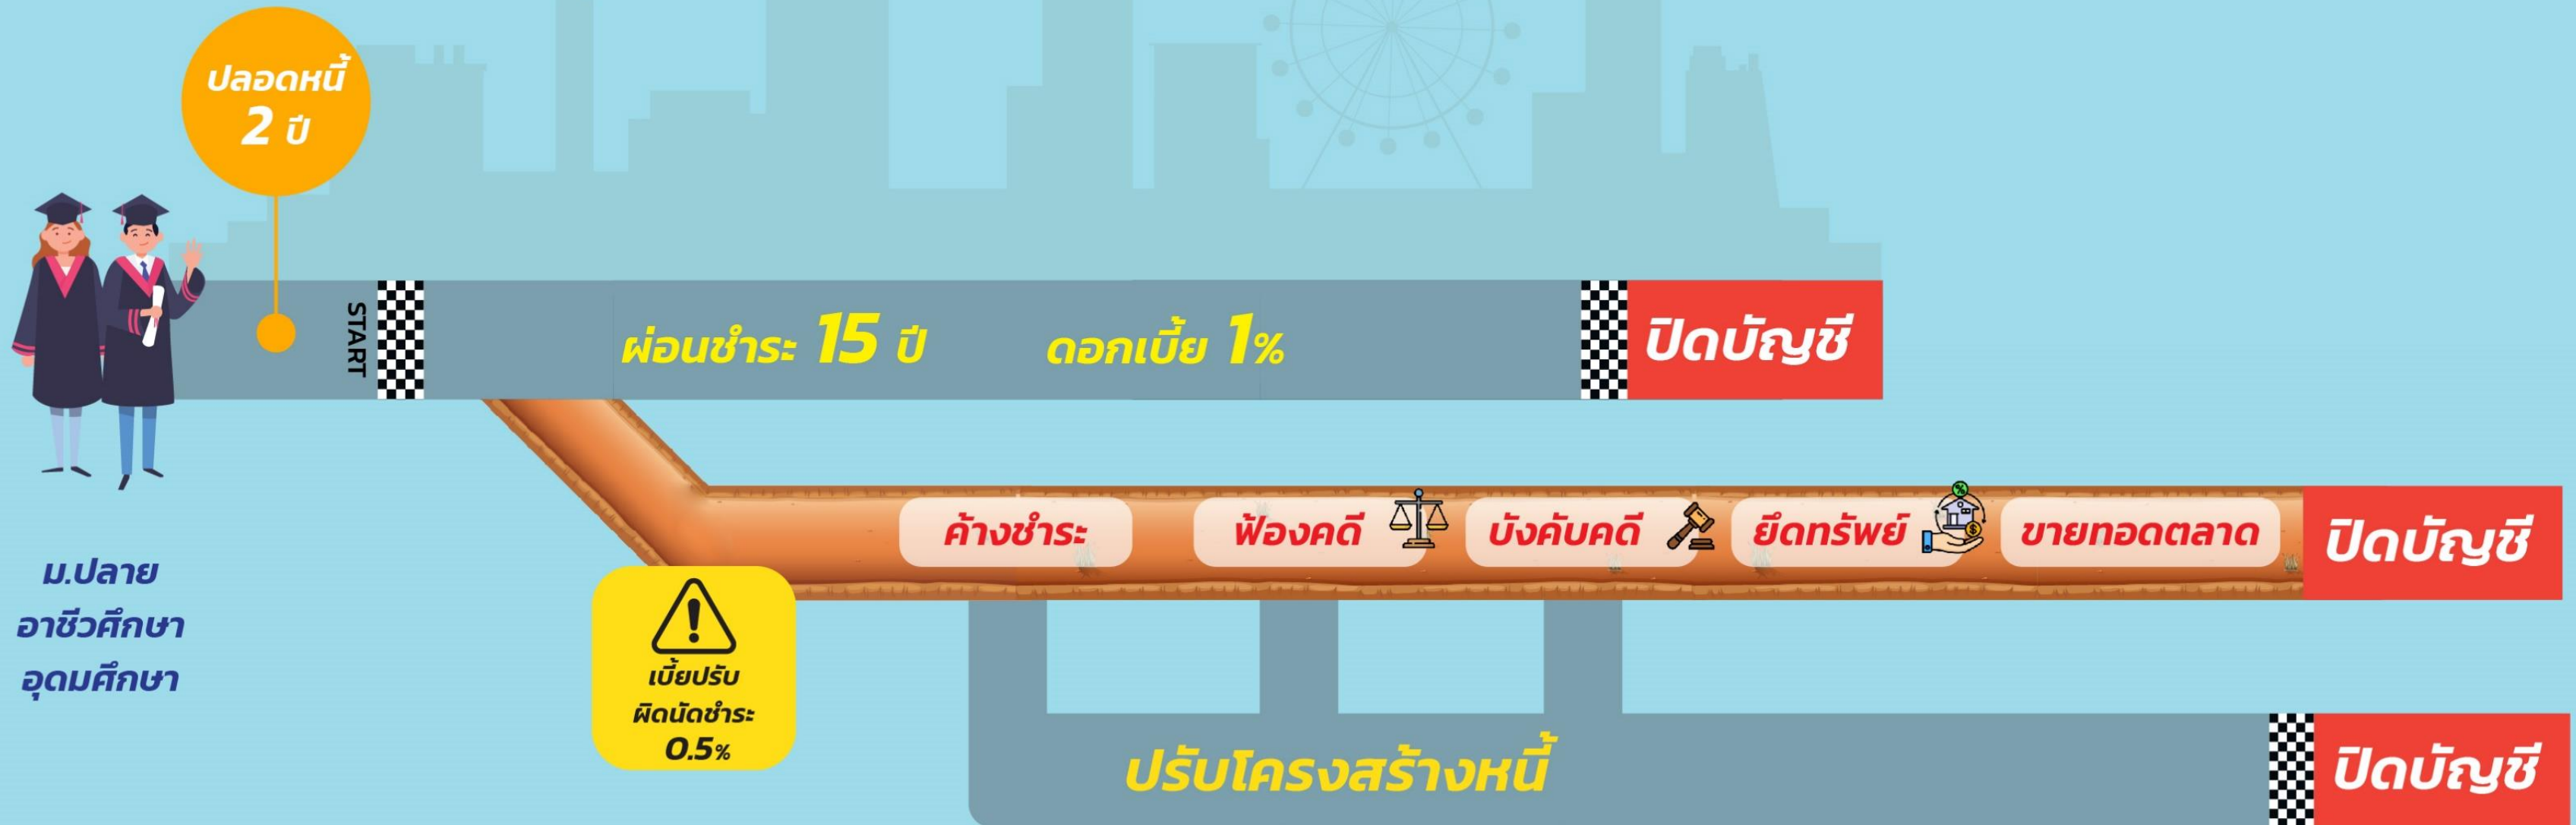 ปลอดหนี้
2 ปี
START
ผ่อนชำระ 15 ปี ดอกเบี้ย 1%
ปิดบัญชี
ค้างชำระ
ฟ้องคดี
บังคับคดี
ยึดทรัพย์
ขายทอดตลาด
ปิดบัญชี
ม.ปลาย
อาชีวศึกษา
อุดมศึกษา
เบี้ยปรับ
ผิดนัดชำระ
0.5%
ปรับโครงสร้างหนี้
ปิดบัญชี